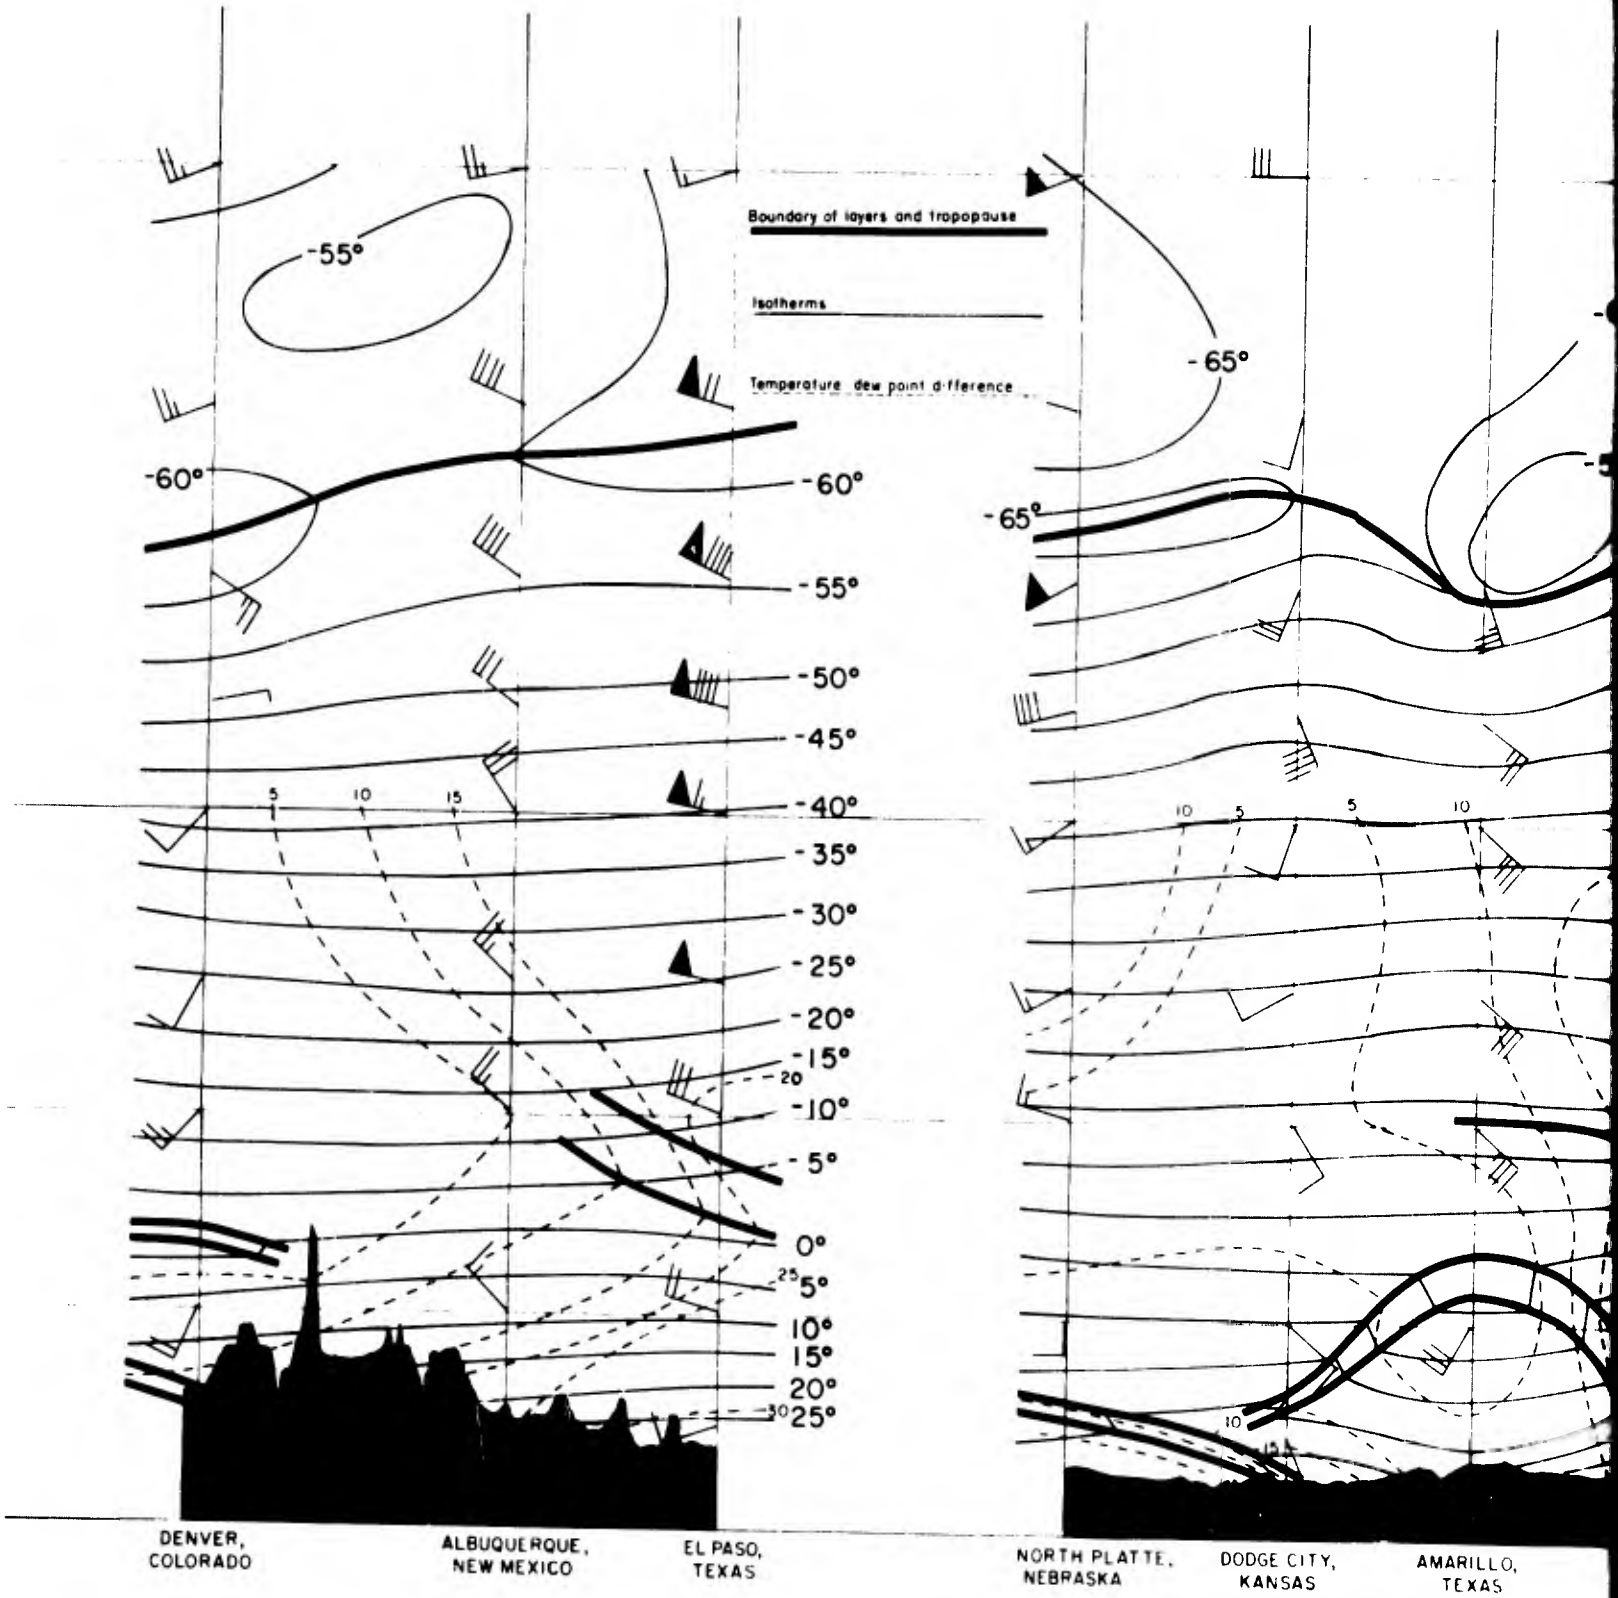 -55°
Boundary of layers and tropopause
Isotherms
Temperature dew point difference
-60°
-60°
-55°
-50°
-45°
5 10 15
-40°
-35°
-30°
-25°
-20°
-15°
20
-10°
-5°
0°
25
5°
10°
15°
20°
30
25°
DENVER,
COLORADO
ALBUQUERQUE,
NEW MEXICO
EL PASO,
TEXAS
-65°
-65°
10 5 5 10
10
15
NORTH PLATTE,
NEBRASKA
DODGE CITY,
KANSAS
AMARILLO,
TEXAS